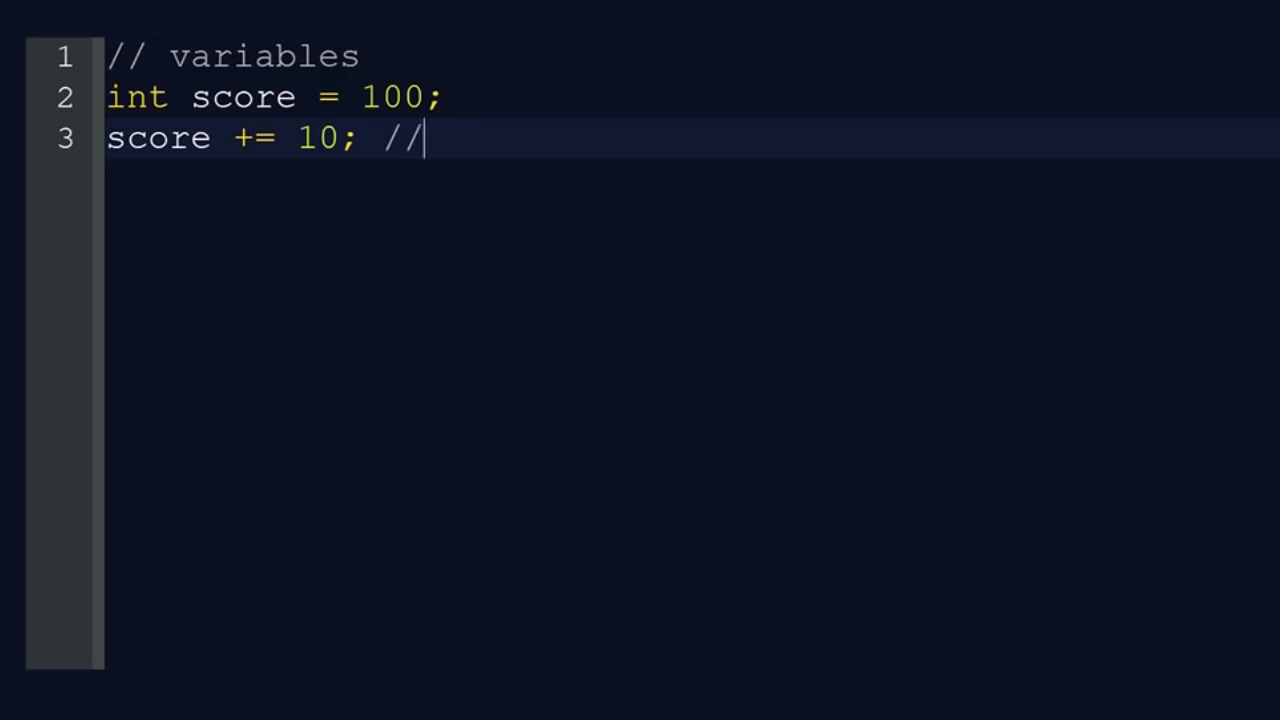 1 // variables
2 int score = 100;
3 score += 10; //